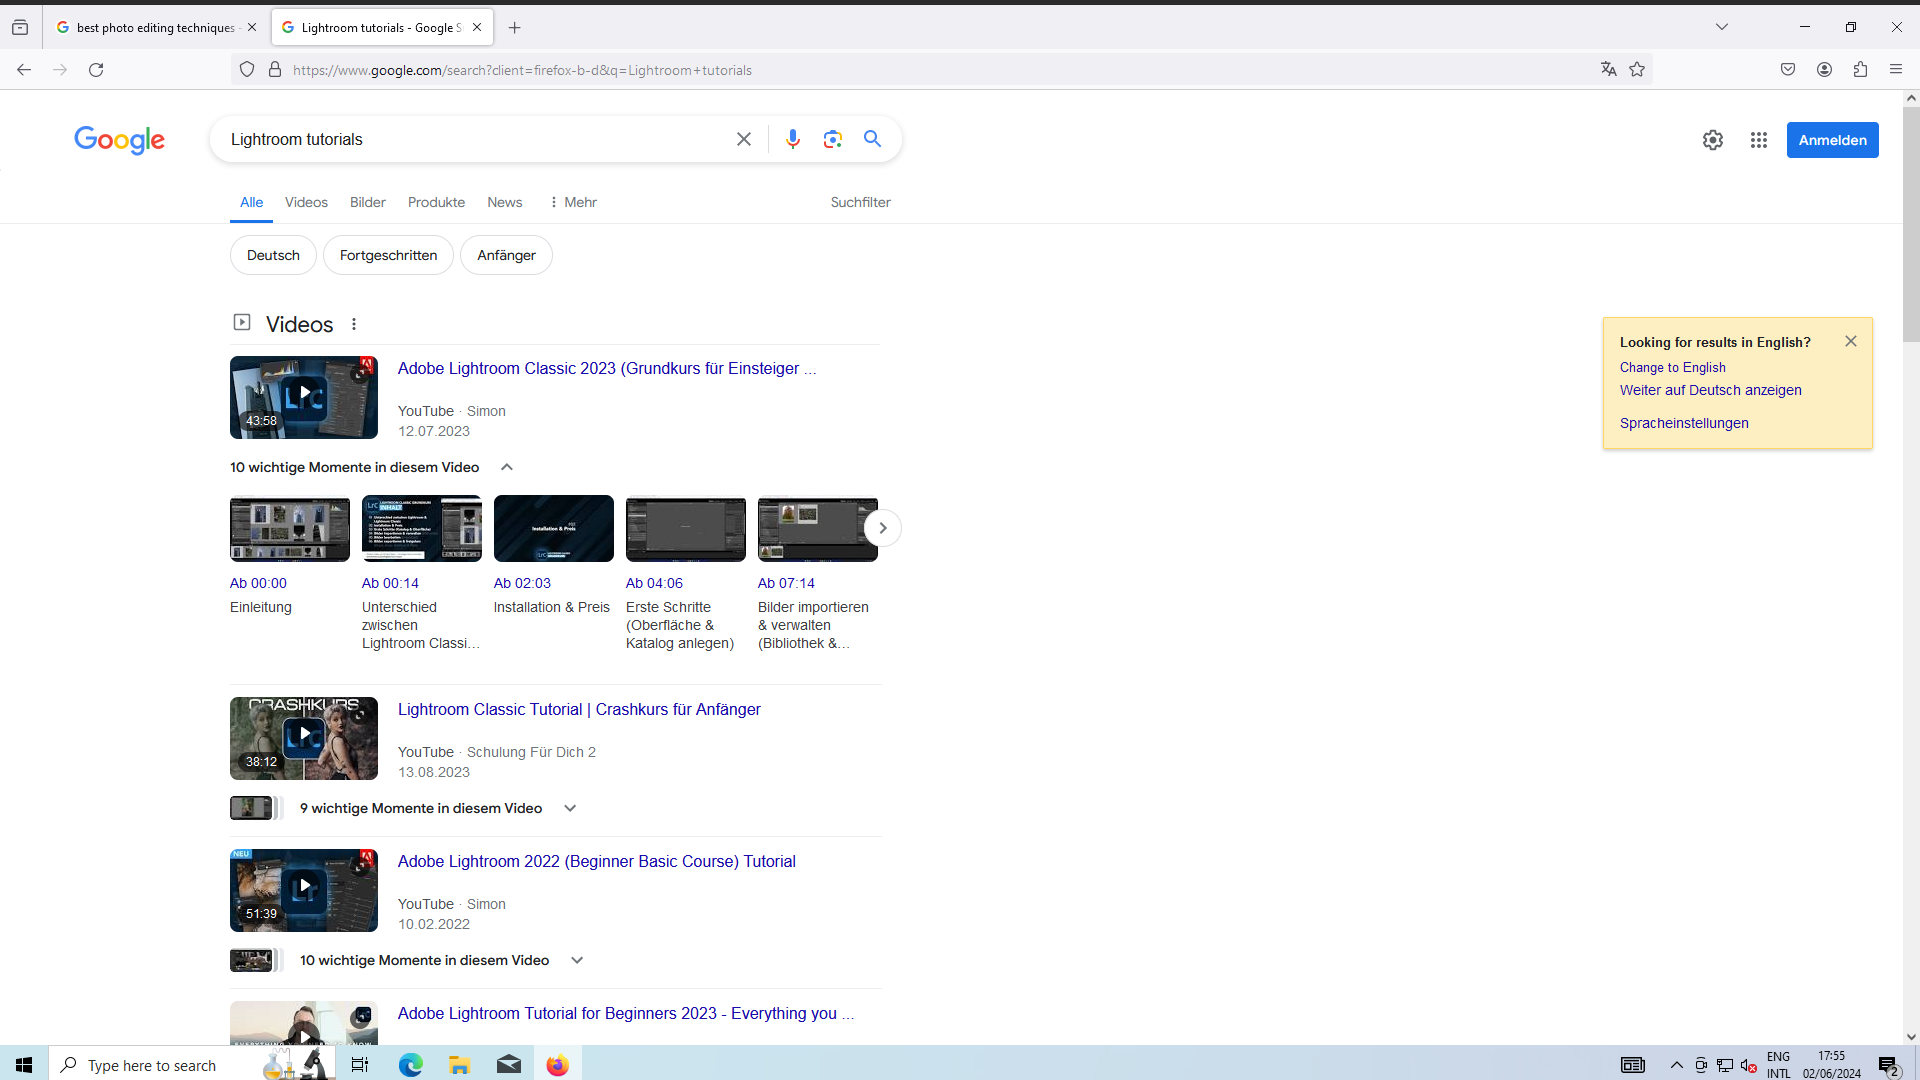 best photo editing techniques -
Lightroom tutorials - Google S
https://www.google.com/search?client=firefox-b-d&q=Lightroom+tutorials
Google
Lightroom tutorials
Anmelden
Alle
Videos
Bilder
Produkte
News
Mehr
Suchfilter
Deutsch
Fortgeschritten
Anfänger
Videos
Looking for results in English?
Change to English
Weiter auf Deutsch anzeigen
Spracheinstellungen
43:58
Adobe Lightroom Classic 2023 (Grundkurs für Einsteiger ...
YouTube · Simon
12.07.2023
10 wichtige Momente in diesem Video
INHALT
Installation & Preis
Ab 00:00
Einleitung
Ab 00:14
Unterschied
zwischen
Lightroom Classi...
Ab 02:03
Installation & Preis
Ab 04:06
Erste Schritte
(Oberfläche &
Katalog anlegen)
Ab 07:14
Bilder importieren
& verwalten
(Bibliothek &...
CRASHKURS
38:12
Lightroom Classic Tutorial | Crashkurs für Anfänger
YouTube · Schulung Für Dich 2
13.08.2023
9 wichtige Momente in diesem Video
NEU
51:39
Adobe Lightroom 2022 (Beginner Basic Course) Tutorial
YouTube · Simon
10.02.2022
10 wichtige Momente in diesem Video
Adobe Lightroom Tutorial for Beginners 2023 - Everything you ...
Type here to search
ENG
INTL
17:55
02/06/2024
2